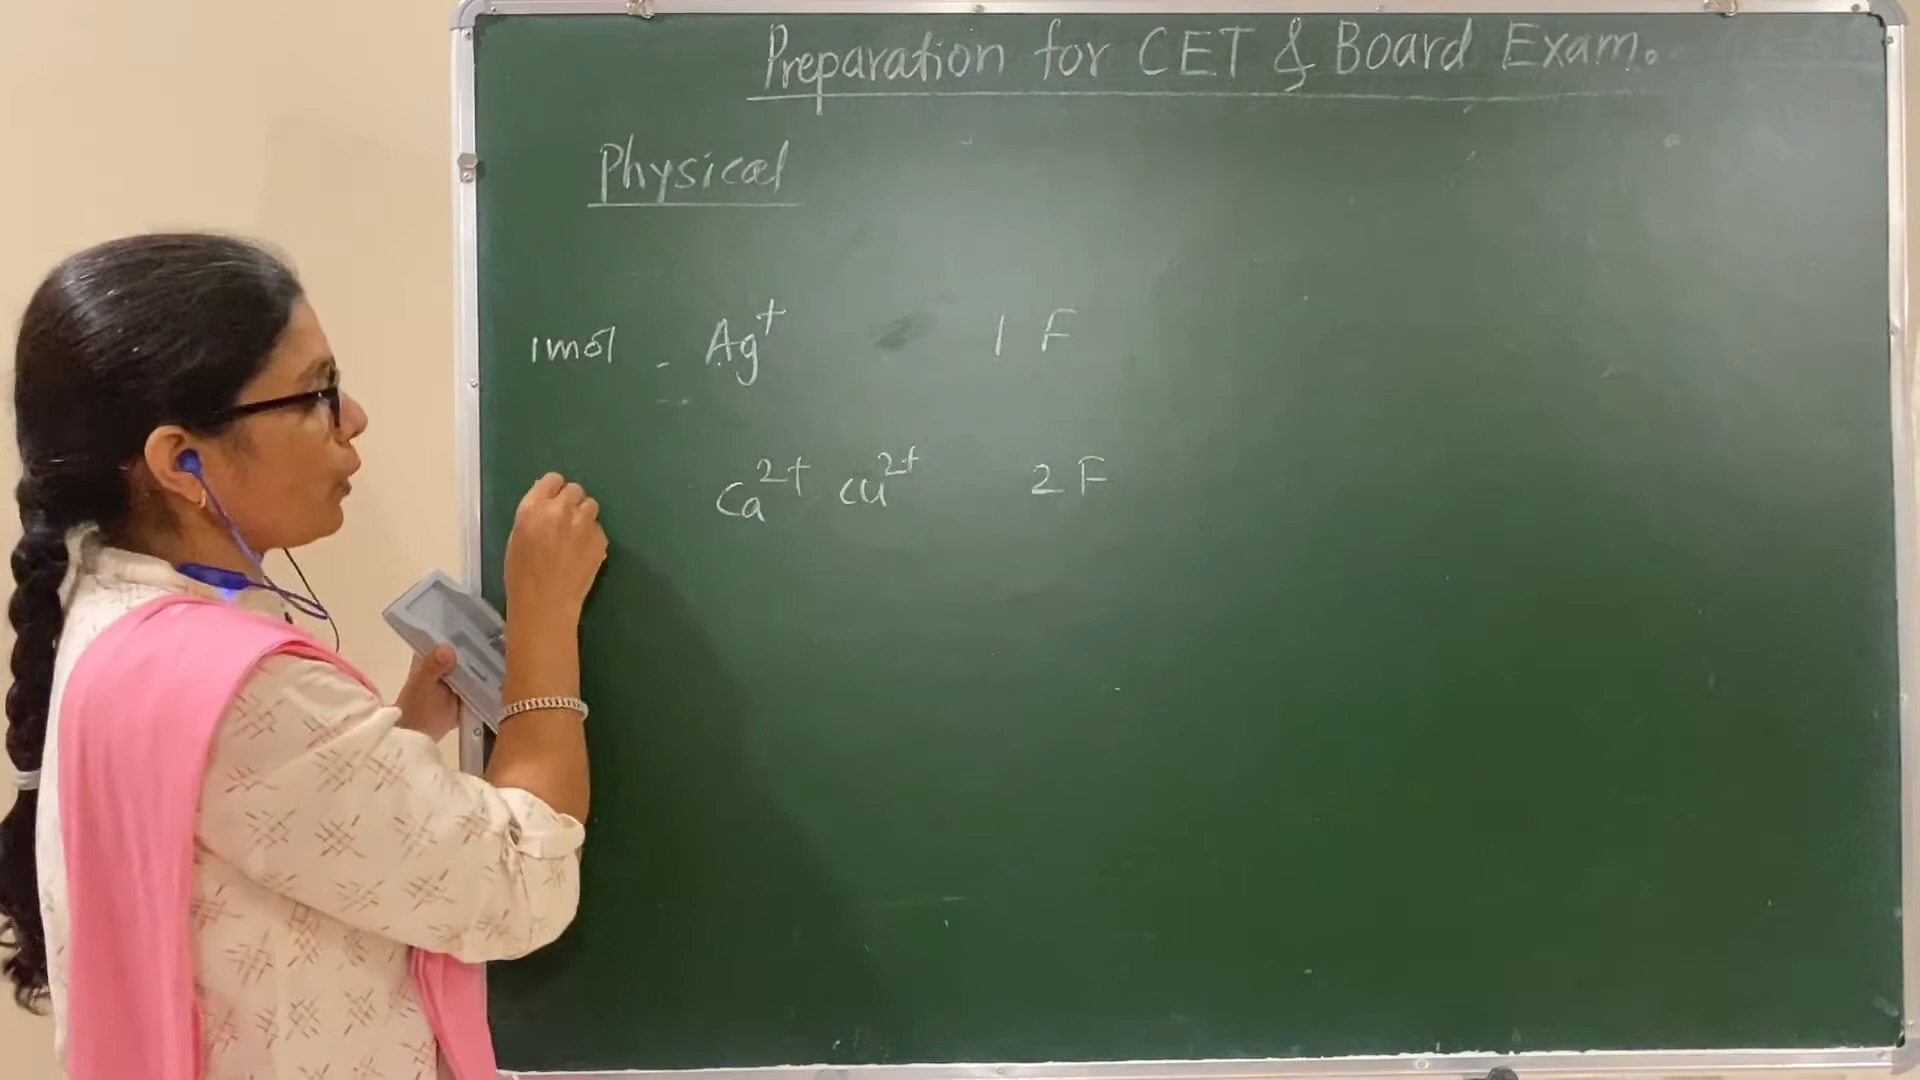 Preparation for CET & Board Exam.
Physical
1mol - Ag⁺ 1 F
Ca²⁺ Cu²⁺ 2 F